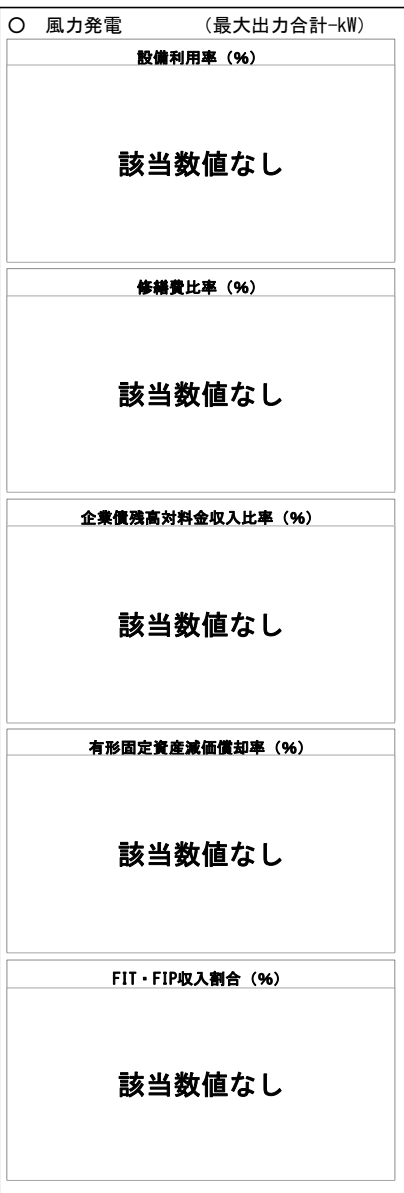 ○　風力発電　　　　（最大出力合計-kW）
設備利用率（％）
該当数値なし
修繕費比率（％）
該当数値なし
企業債残高対料金収入比率（％）
該当数値なし
有形固定資産減価償却率（％）
該当数値なし
FIT・FIP収入割合（％）
該当数値なし